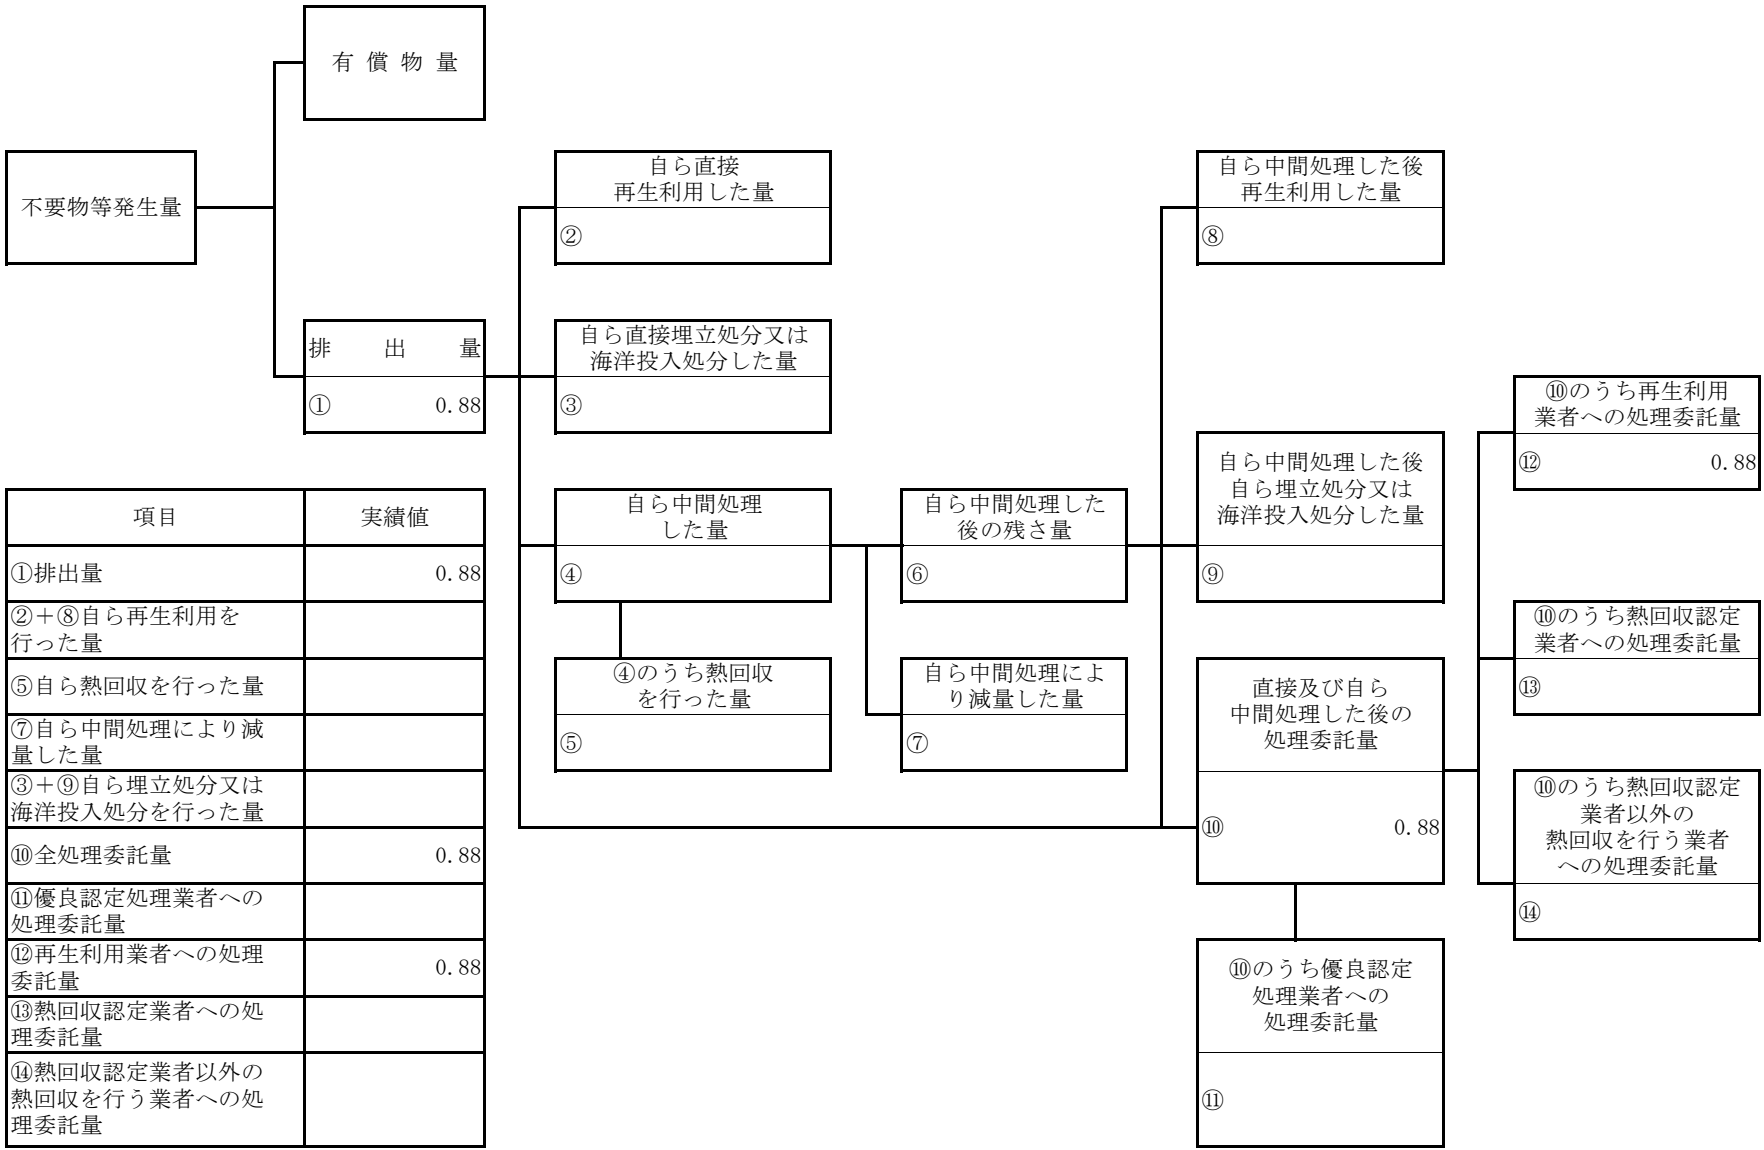 有償物量
不要物等発生量
排出量
① 0.88
自ら直接
再生利用した量
②
自ら直接埋立処分又は
海洋投入処分した量
③
自ら中間処理
した量
④
④のうち熱回収
を行った量
⑤
自ら中間処理した
後の残さ量
⑥
自ら中間処理によ
り減量した量
⑦
自ら中間処理した後
再生利用した量
⑧
自ら中間処理した後
自ら埋立処分又は
海洋投入処分した量
⑨
直接及び自ら
中間処理した後の
処理委託量
⑩ 0.88
⑩のうち優良認定
処理業者への
処理委託量
⑪
⑩のうち再生利用
業者への処理委託量
⑫ 0.88
⑩のうち熱回収認定
業者への処理委託量
⑬
⑩のうち熱回収認定
業者以外の
熱回収を行う業者
への処理委託量
⑭
項目 実績値
①排出量 0.88
②+⑧自ら再生利用を
行った量
⑤自ら熱回収を行った量
⑦自ら中間処理により減
量した量
③+⑨自ら埋立処分又は
海洋投入処分を行った量
⑩全処理委託量 0.88
⑪優良認定処理業者への
処理委託量
⑫再生利用業者への処理
委託量 0.88
⑬熱回収認定業者への処
理委託量
⑭熱回収認定業者以外の
熱回収を行う業者への処
理委託量